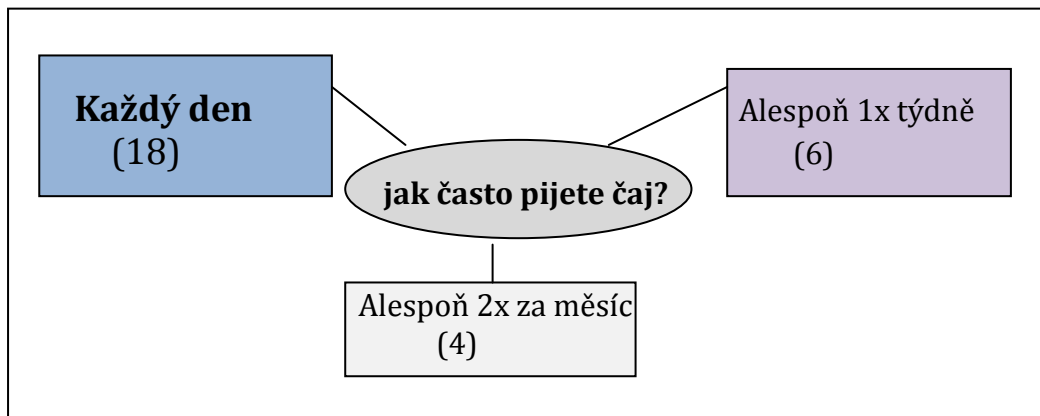 Každý den
(18)
Alespoň 1x týdně
(6)
jak často pijete čaj?
Alespoň 2x za měsíc
(4)